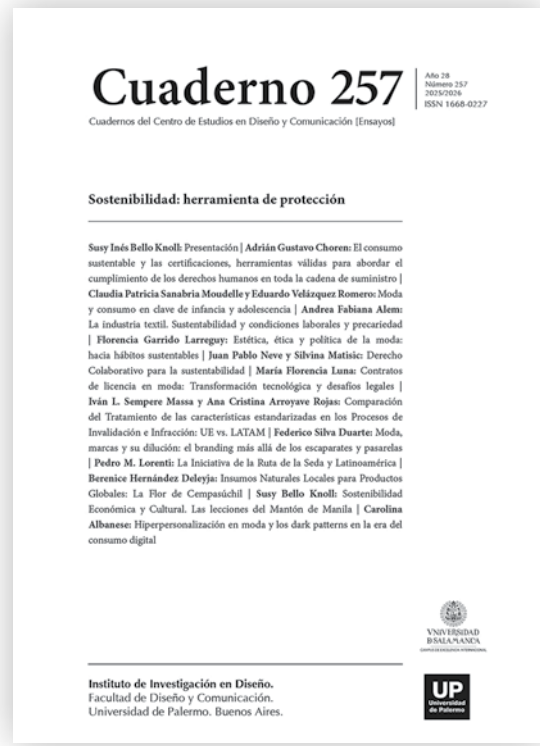 Cuaderno 257
Año 28
Número 257
2025/2026
ISSN 1668-0227
Cuadernos del Centro de Estudios en Diseño y Comunicación [Ensayos]
Sostenibilidad: herramienta de protección
Susy Inés Bello Knoll: Presentación | Adrián Gustavo Choren: El consumo
sustentable y las certificaciones, herramientas válidas para abordar el
cumplimiento de los derechos humanos en toda la cadena de suministro |
Claudia Patricia Sanabria Moudelle y Eduardo Velázquez Romero: Moda
y consumo en clave de infancia y adolescencia | Andrea Fabiana Alem:
La industria textil. Sustentabilidad y condiciones laborales y precariedad
| Florencia Garrido Larreguy: Estética, ética y política de la moda:
hacia hábitos sustentables | Juan Pablo Neve y Silvina Matisic: Derecho
Colaborativo para la sustentabilidad | María Florencia Luna: Contratos
de licencia en moda: Transformación tecnológica y desafíos legales |
Iván L. Sempere Massa y Ana Cristina Arroyave Rojas: Comparación
del Tratamiento de las características estandarizadas en los Procesos de
Invalidación e Infracción: UE vs. LATAM | Federico Silva Duarte: Moda,
marcas y su dilución: el branding más allá de los escaparates y pasarelas
| Pedro M. Lorenti: La Iniciativa de la Ruta de la Seda y Latinoamérica |
Berenice Hernández Deleyja: Insumos Naturales Locales para Productos
Globales: La Flor de Cempasúchil | Susy Bello Knoll: Sostenibilidad
Económica y Cultural. Las lecciones del Mantón de Manila | Carolina
Albanese: Hiperpersonalización en moda y los dark patterns en la era del
consumo digital
VNIVERSIDAD
D SALAMANCA
CAMPUS DE EXCELENCIA INTERNACIONAL
Instituto de Investigación en Diseño.
Facultad de Diseño y Comunicación.
Universidad de Palermo. Buenos Aires.
UP
Universidad
de Palermo